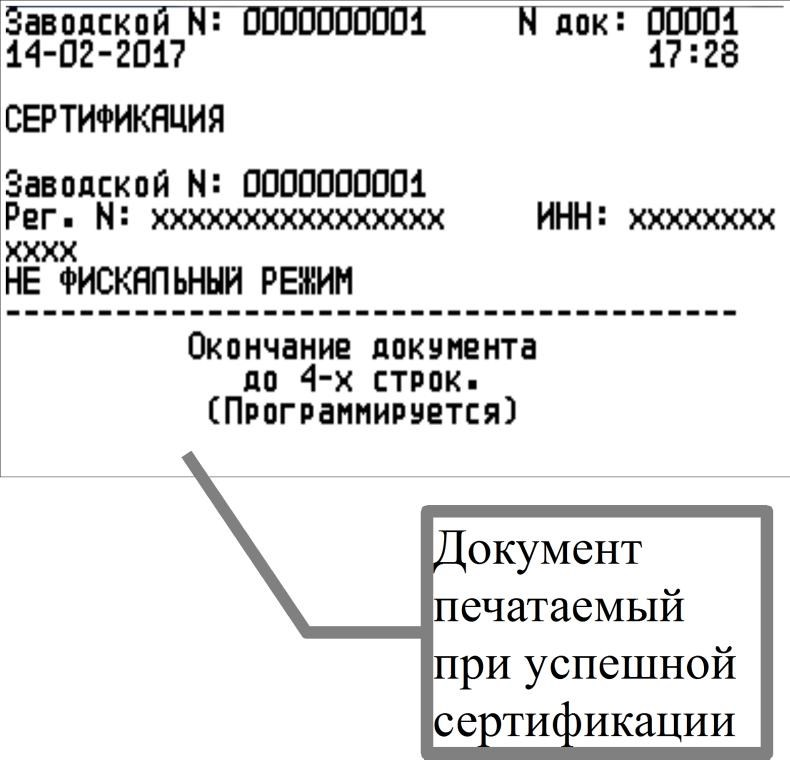 Заводской N: 0000000001 N док: 00001
14-02-2017 17:28
СЕРТИФИКАЦИЯ
Заводской N: 0000000001
Рег. N: xxxxxxxxxxxxxxxx ИНН: xxxxxxxx
xxxx
НЕ ФИСКАЛЬНЫЙ РЕЖИМ
----------------------------------------
Окончание документа
до 4-х строк.
(Программируется)
Документ
печатаемый
при успешной
сертификации